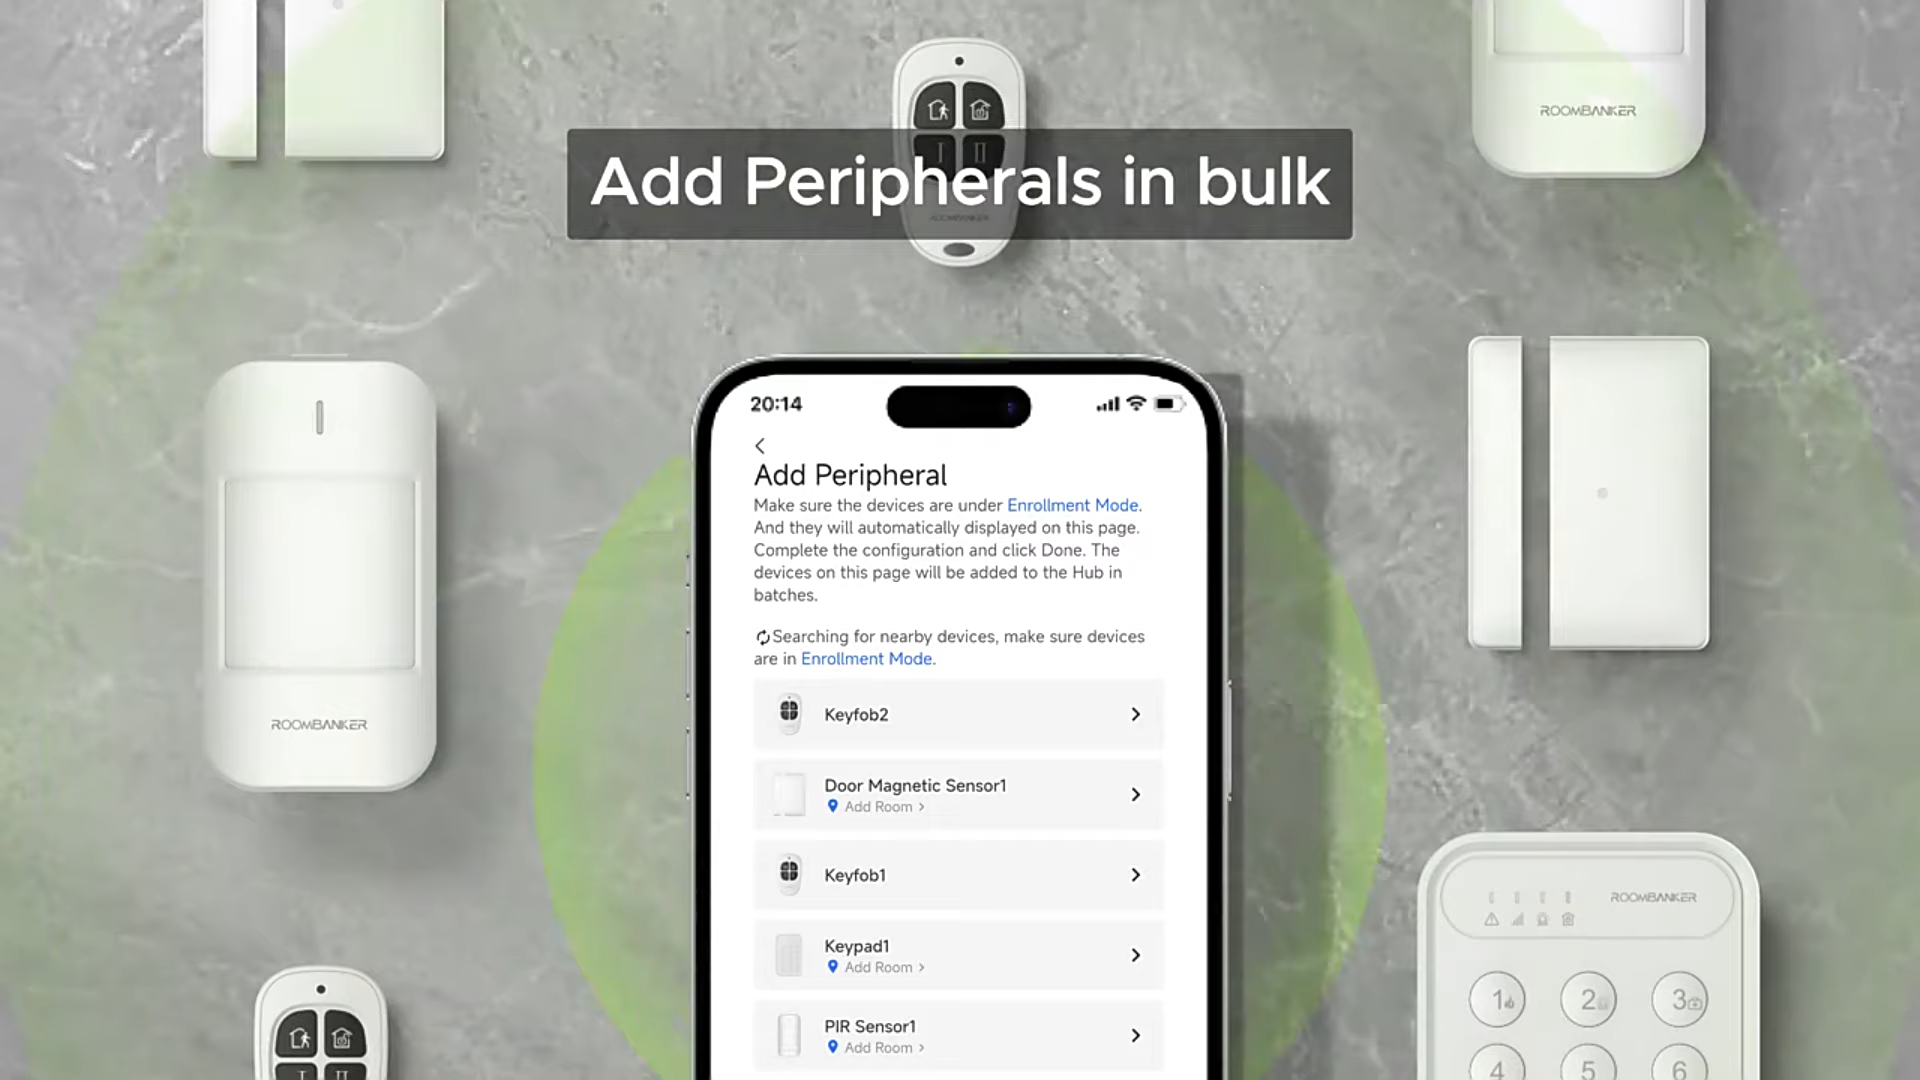 ROOMBANKER
I II
Add Peripherals in bulk
ROOMBANKER
20:14
Add Peripheral
Make sure the devices are under Enrollment Mode.
And they will automatically displayed on this page.
Complete the configuration and click Done. The
devices on this page will be added to the Hub in
batches.
Searching for nearby devices, make sure devices
are in Enrollment Mode.
Keyfob2
Door Magnetic Sensor1
Add Room >
Keyfob1
Keypad1
Add Room >
PIR Sensor1
Add Room >
ROOMBANKER
ROOMBANKER
1 2 3
4 5 6
I II